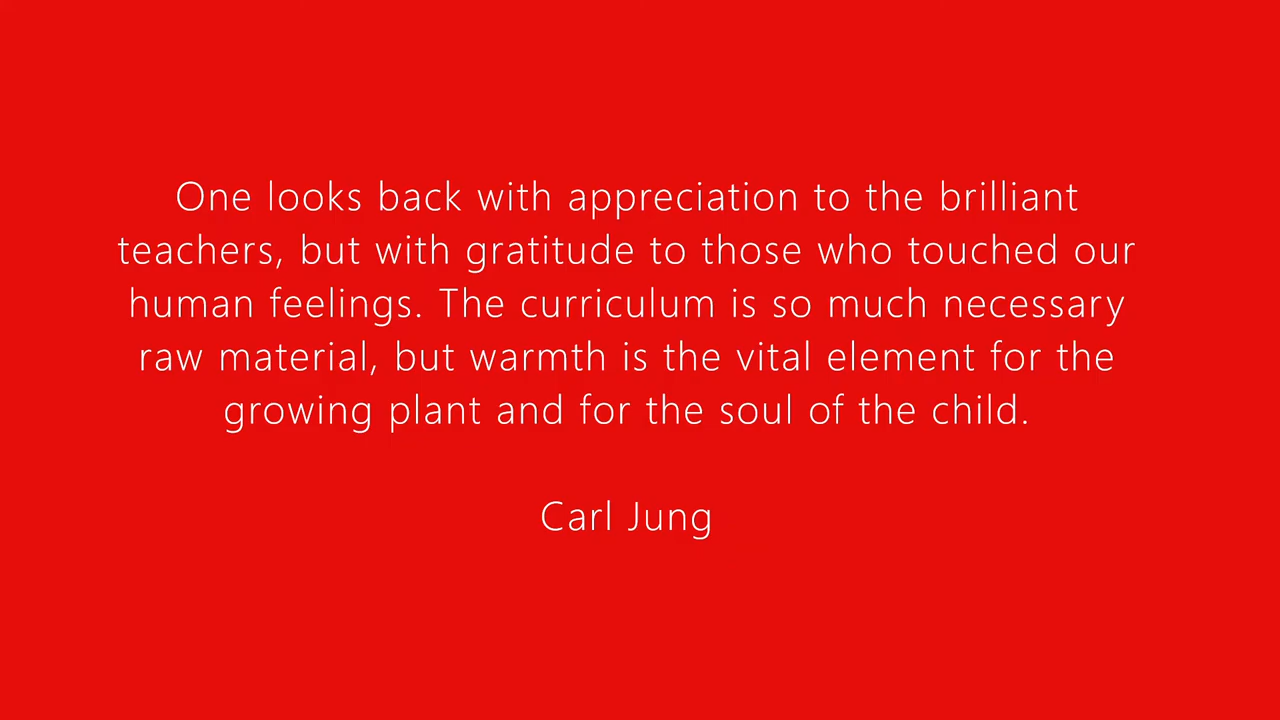 One looks back with appreciation to the brilliant
teachers, but with gratitude to those who touched our
human feelings. The curriculum is so much necessary
raw material, but warmth is the vital element for the
growing plant and for the soul of the child.
Carl Jung